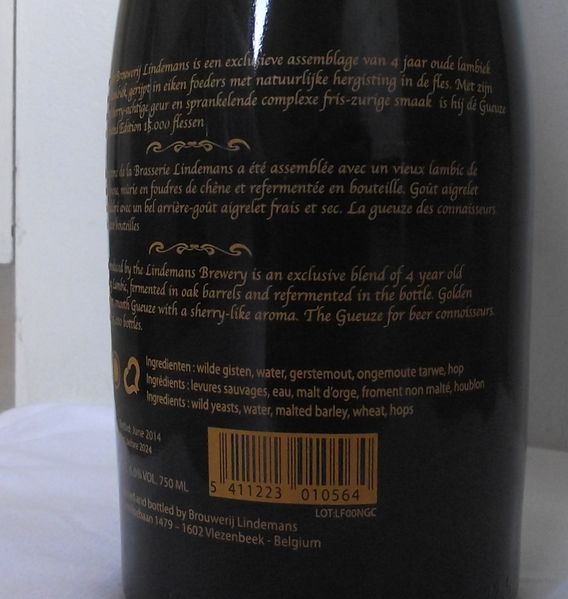 Brouwerij Lindemans is een exclusieve assemblage van 4 jaar oude lambiek
gerijpt in eiken foeders met natuurlijke hergisting in de fles. Met zijn
geur en sprankelende complexe fris-zurige smaak is hij dé Gueuze
Edition 15.000 flessen
de la Brasserie Lindemans a été assemblée avec un vieux lambic de
mûrie en foudres de chêne et refermentée en bouteille. Goût aigrelet
avec un bel arrière-goût aigrelet frais et sec. La gueuze des connaisseurs
bouteilles
by the Lindemans Brewery is an exclusive blend of 4 year old
Lambic, fermented in oak barrels and refermented in the bottle. Golden
Gueuze with a sherry-like aroma. The Gueuze for beer connoisseurs.
bottles.
Ingredienten : wilde gisten, water, gerstemout, ongemoute tarwe, hop
Ingrédients : levures sauvages, eau, malt d'orge, froment non malté, houblon
Ingredients : wild yeasts, water, malted barley, wheat, hops
June 2014
2024
VOL. 750 ML
5 411223 010564
LOT:LF00NGC
and bottled by Brouwerij Lindemans
1479 – 1602 Vlezenbeek - Belgium